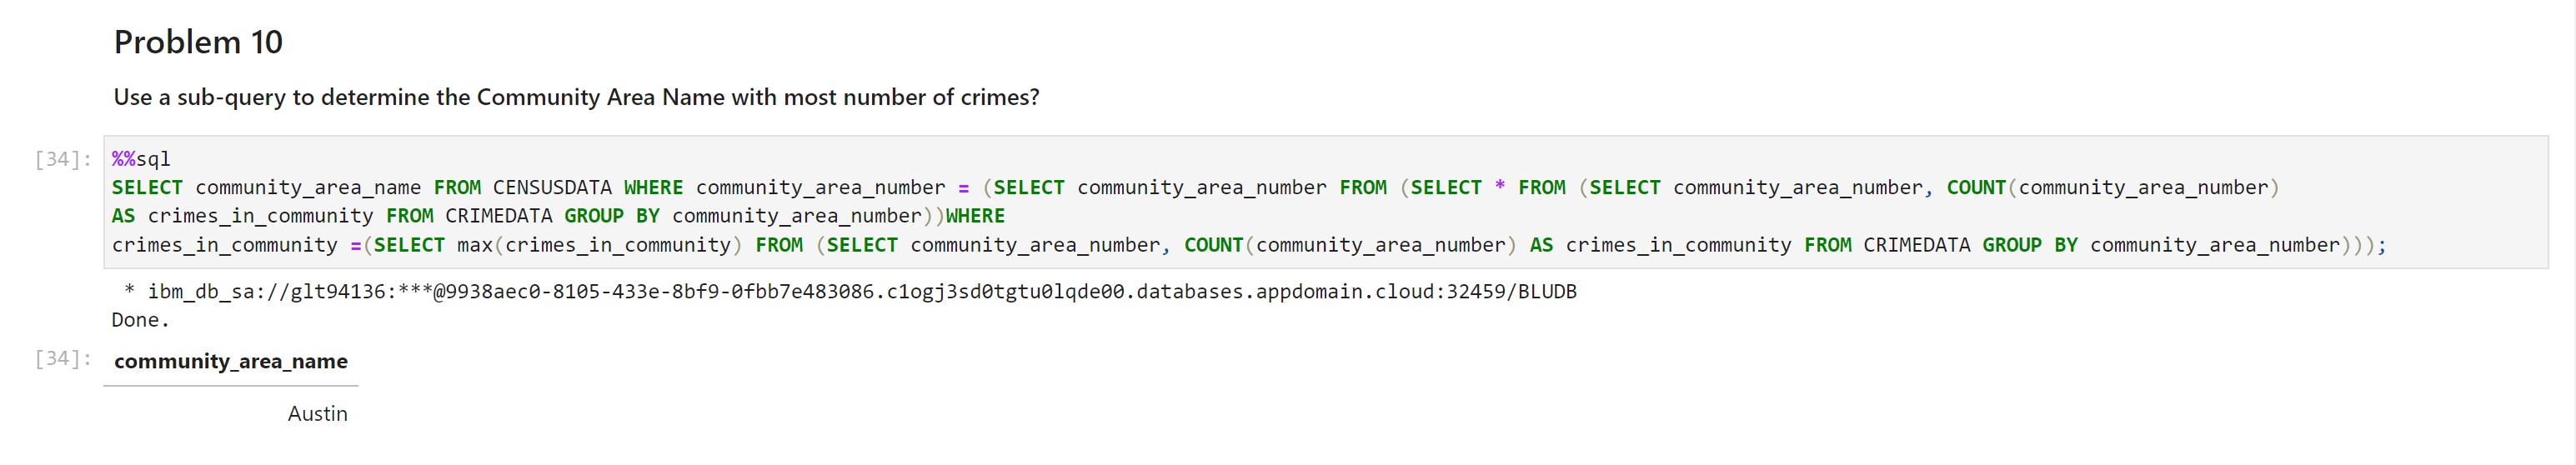 Problem 10
Use a sub-query to determine the Community Area Name with most number of crimes?
[34]: %%sql
SELECT community_area_name FROM CENSUSDATA WHERE community_area_number = (SELECT community_area_number FROM (SELECT * FROM (SELECT community_area_number, COUNT(community_area_number)
AS crimes_in_community FROM CRIMEDATA GROUP BY community_area_number))WHERE
crimes_in_community =(SELECT max(crimes_in_community) FROM (SELECT community_area_number, COUNT(community_area_number) AS crimes_in_community FROM CRIMEDATA GROUP BY community_area_number)));
* ibm_db_sa://glt94136:***@9938aec0-8105-433e-8bf9-0fbb7e483086.c1ogj3sd0tgtu0lqde00.databases.appdomain.cloud:32459/BLUDB
Done.
[34]: community_area_name
Austin